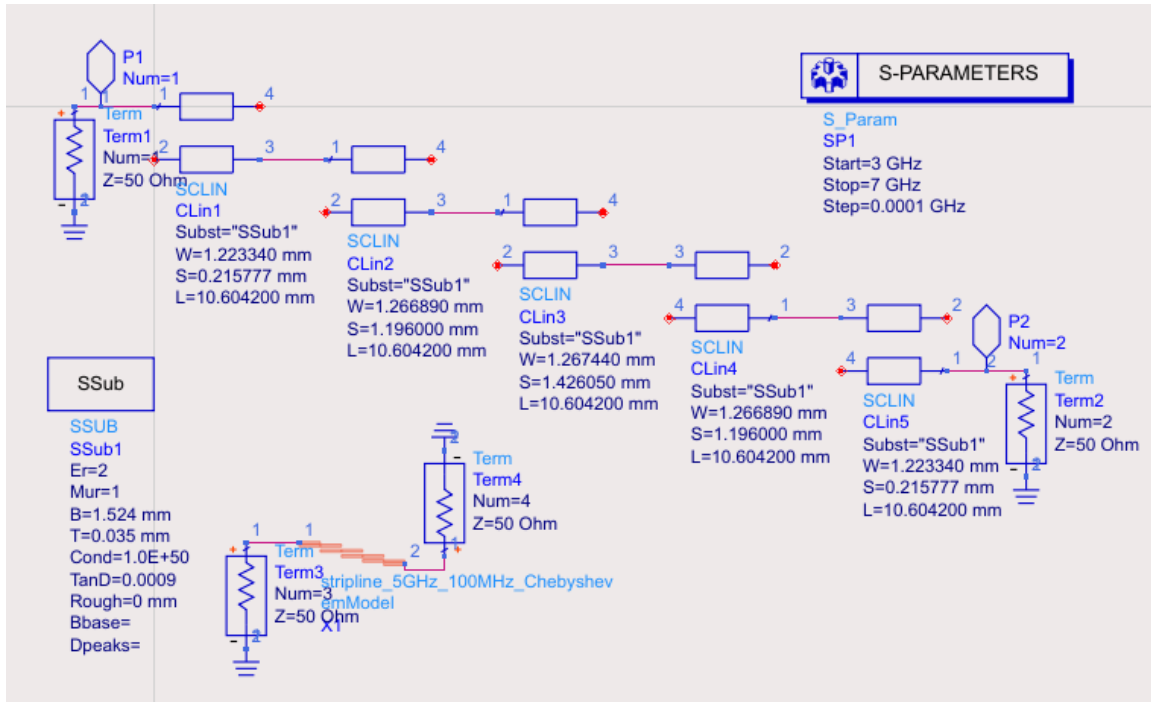 P1
Num=1
1
1
1
4
Term
Term1
Num=1
Z=50 Ohm
2
2
3
1
4
SCLIN
CLin1
Subst="SSub1"
W=1.223340 mm
S=0.215777 mm
L=10.604200 mm
2
3
1
4
SCLIN
CLin2
Subst="SSub1"
W=1.266890 mm
S=1.196000 mm
L=10.604200 mm
2
3
3
2
SCLIN
CLin3
Subst="SSub1"
W=1.267440 mm
S=1.426050 mm
L=10.604200 mm
4
1
3
2
SCLIN
CLin4
Subst="SSub1"
W=1.266890 mm
S=1.196000 mm
L=10.604200 mm
4
1
2
1
SCLIN
CLin5
Subst="SSub1"
W=1.223340 mm
S=0.215777 mm
L=10.604200 mm
P2
Num=2
Term
Term2
Num=2
Z=50 Ohm
2
S-PARAMETERS
S_Param
SP1
Start=3 GHz
Stop=7 GHz
Step=0.0001 GHz
SSub
SSUB
SSub1
Er=2
Mur=1
B=1.524 mm
T=0.035 mm
Cond=1.0E+50
TanD=0.0009
Rough=0 mm
Bbase=
Dpeaks=
2
Term
Term4
Num=4
Z=50 Ohm
1
1
1
2
Term
Term3
Num=3
Z=50 Ohm
2
stripline_5GHz_100MHz_Chebyshev
emModel
X1